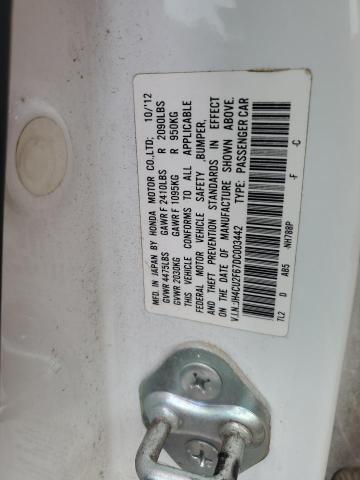 MFD. IN JAPAN BY HONDA MOTOR CO.,LTD; 10/'12
GVWR 4475LBS GAWR F 2410LBS R 2090LBS
GVWR 2030KG GAWR F 1095KG R 950KG
THIS VEHICLE CONFORMS TO ALL APPLICABLE
FEDERAL MOTOR VEHICLE SAFETY ,BUMPER,
AND THEFT PREVENTION STANDARDS IN EFFECT
ON THE DATE OF MANUFACTURE SHOWN ABOVE.
V.I.N.:JH4CU2F67DC003442 TYPE: PASSENGER CAR
TL2 D AB5 -NH788P -F -C